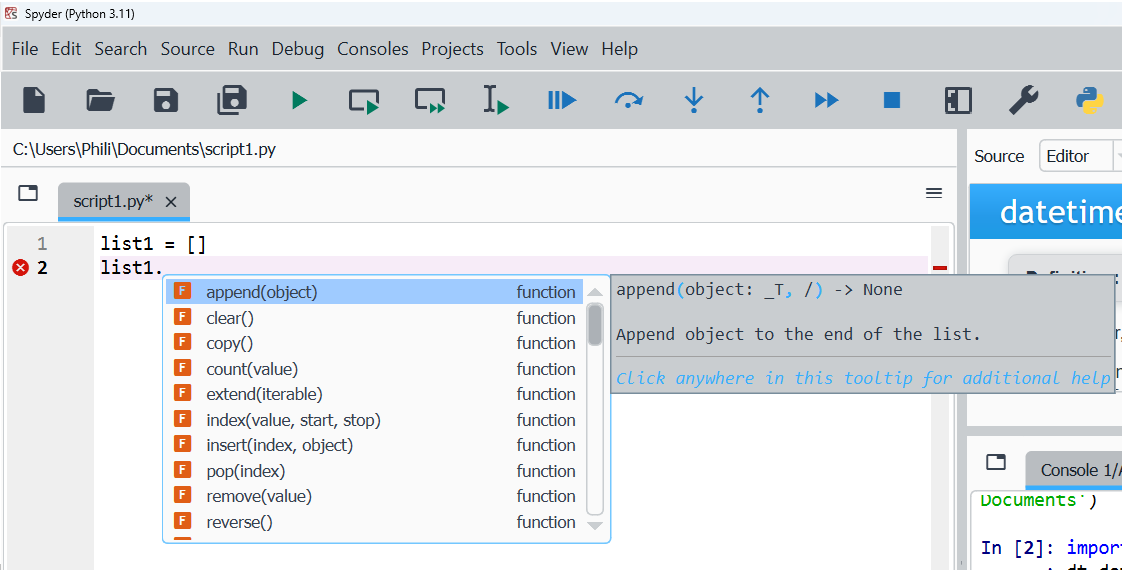 Spyder (Python 3.11)
File Edit Search Source Run Debug Consoles Projects Tools View Help
C:\Users\Phili\Documents\script1.py
Source Editor
script1.py*
datetime
1 list1 = []
2 list1.
append(object) function
clear() function
copy() function
count(value) function
extend(iterable) function
index(value, start, stop) function
insert(index, object) function
pop(index) function
remove(value) function
reverse() function
append(object: _T, /) -> None
Append object to the end of the list.
Click anywhere in this tooltip for additional help
Console 1/A
Documents')
In [2]: import